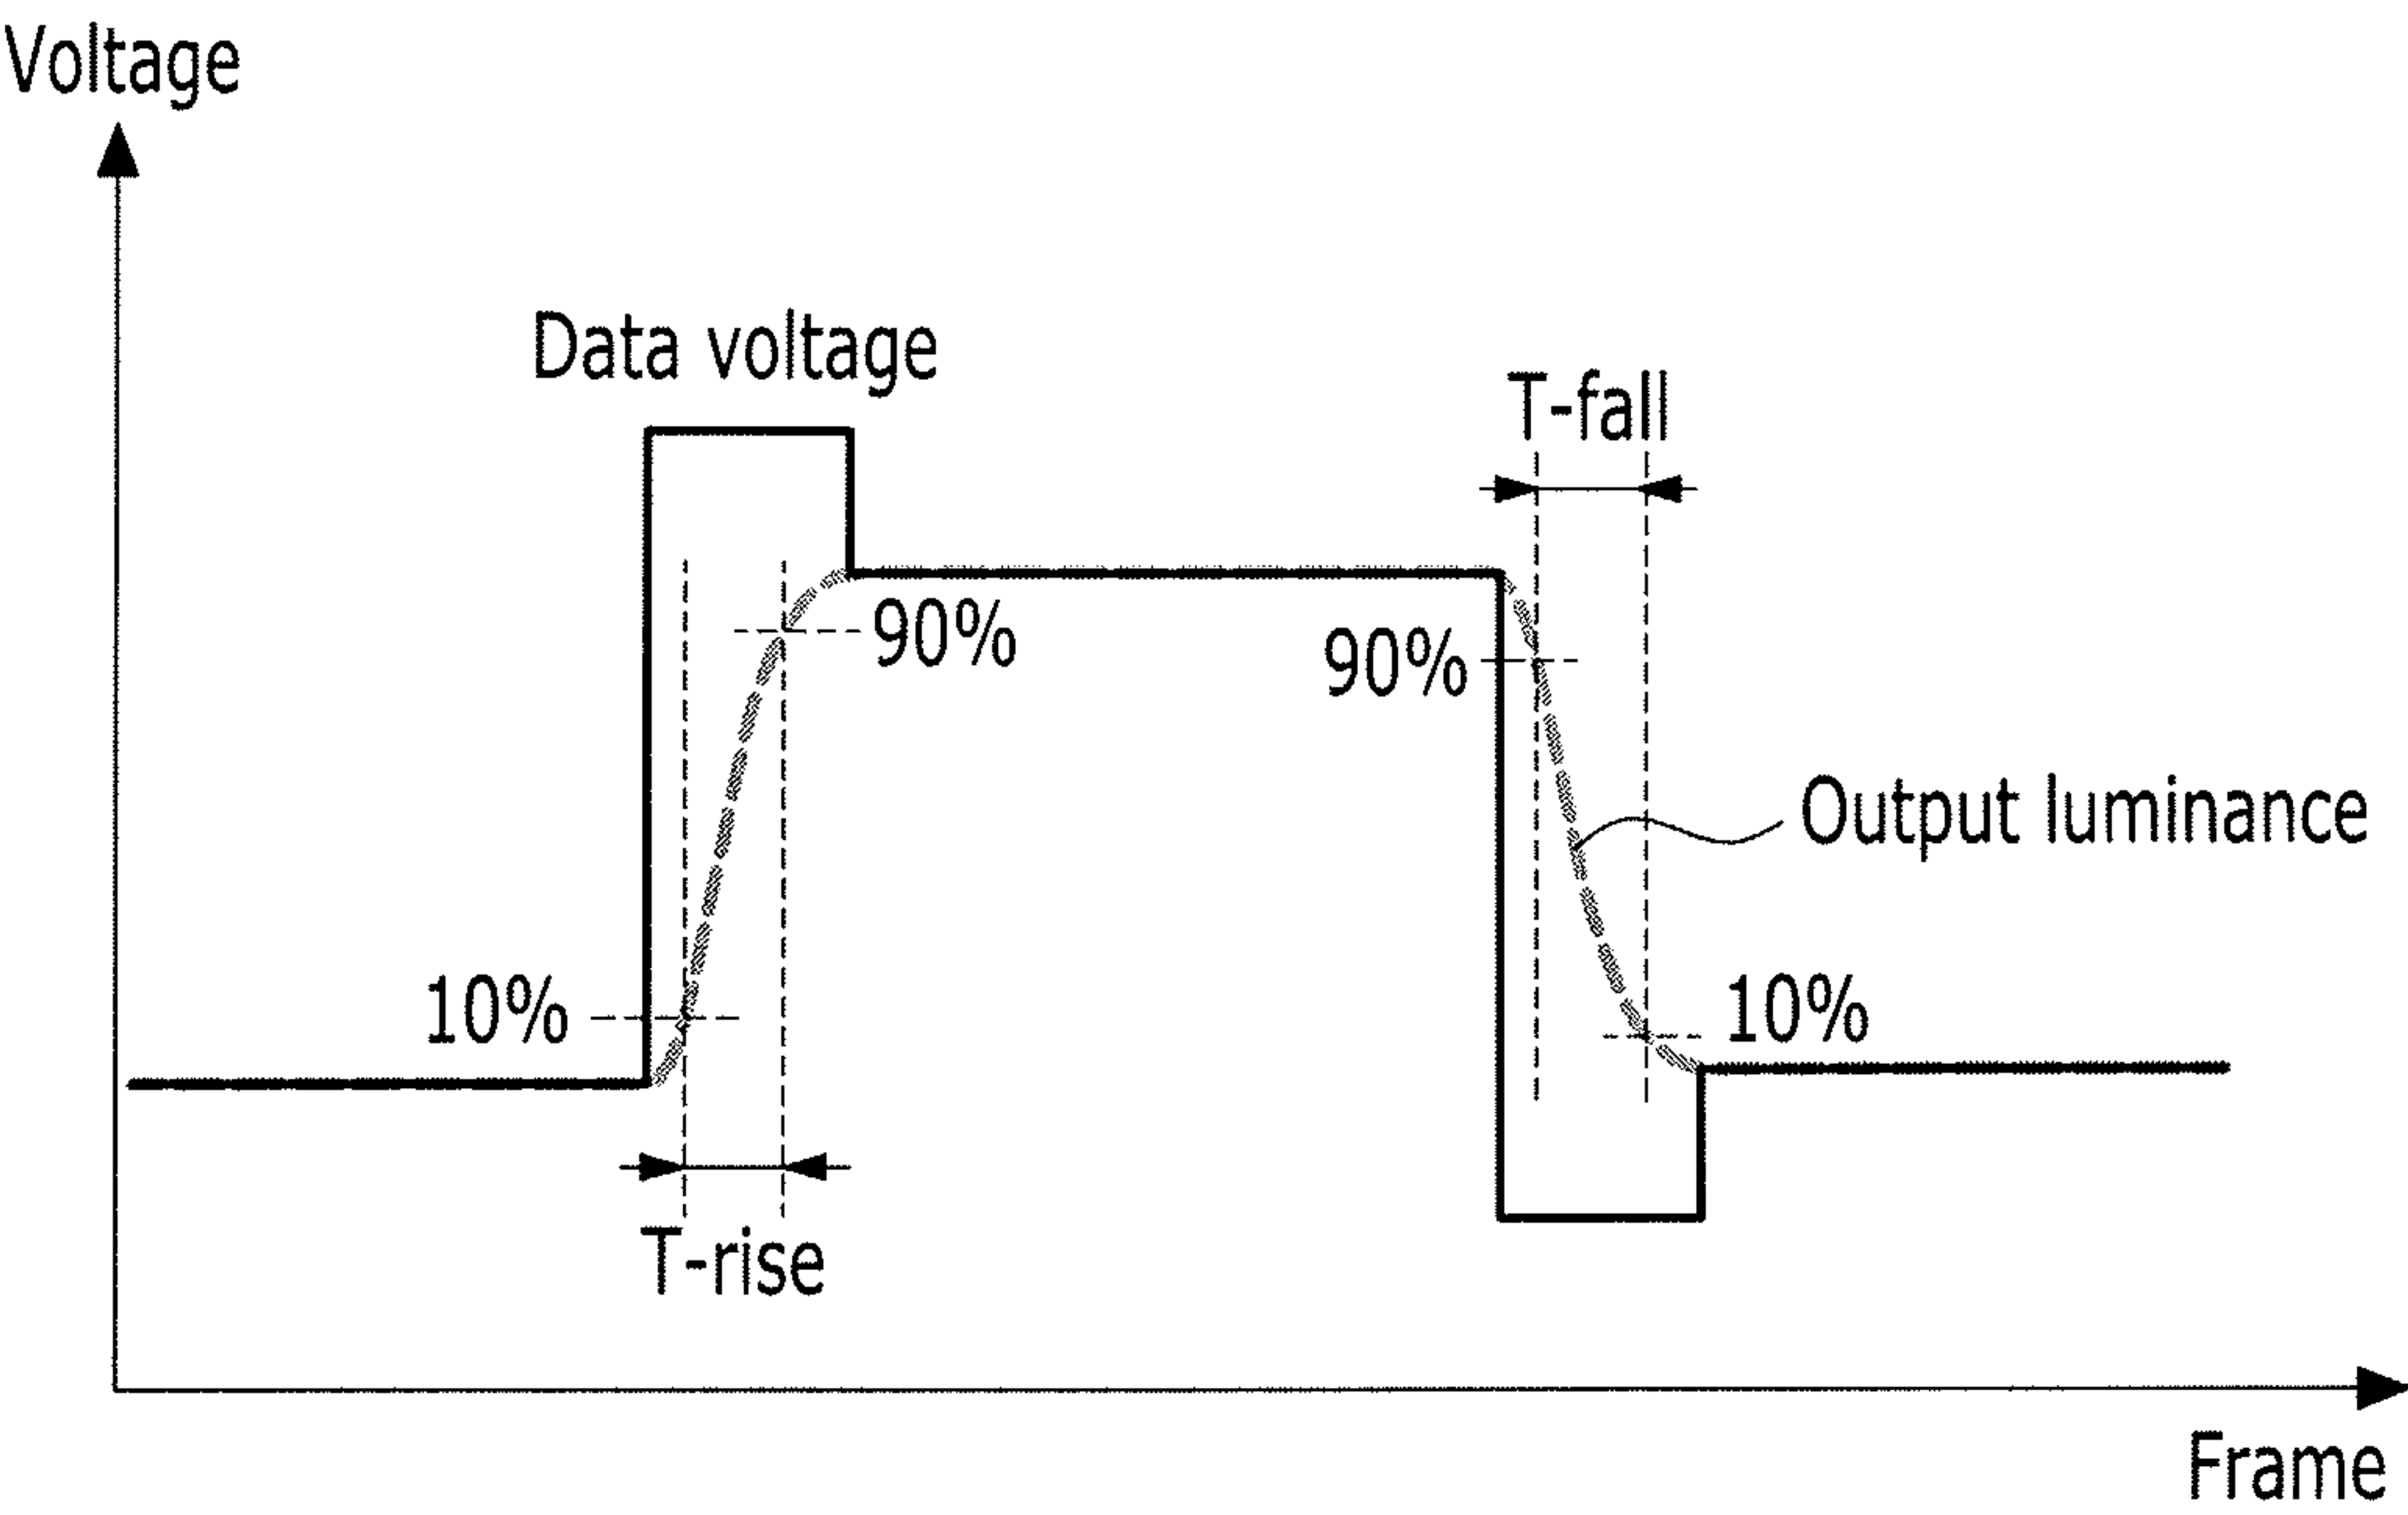 Voltage
Data voltage
T-fall
90%
90%
Output luminance
10%
10%
T-rise
Frame